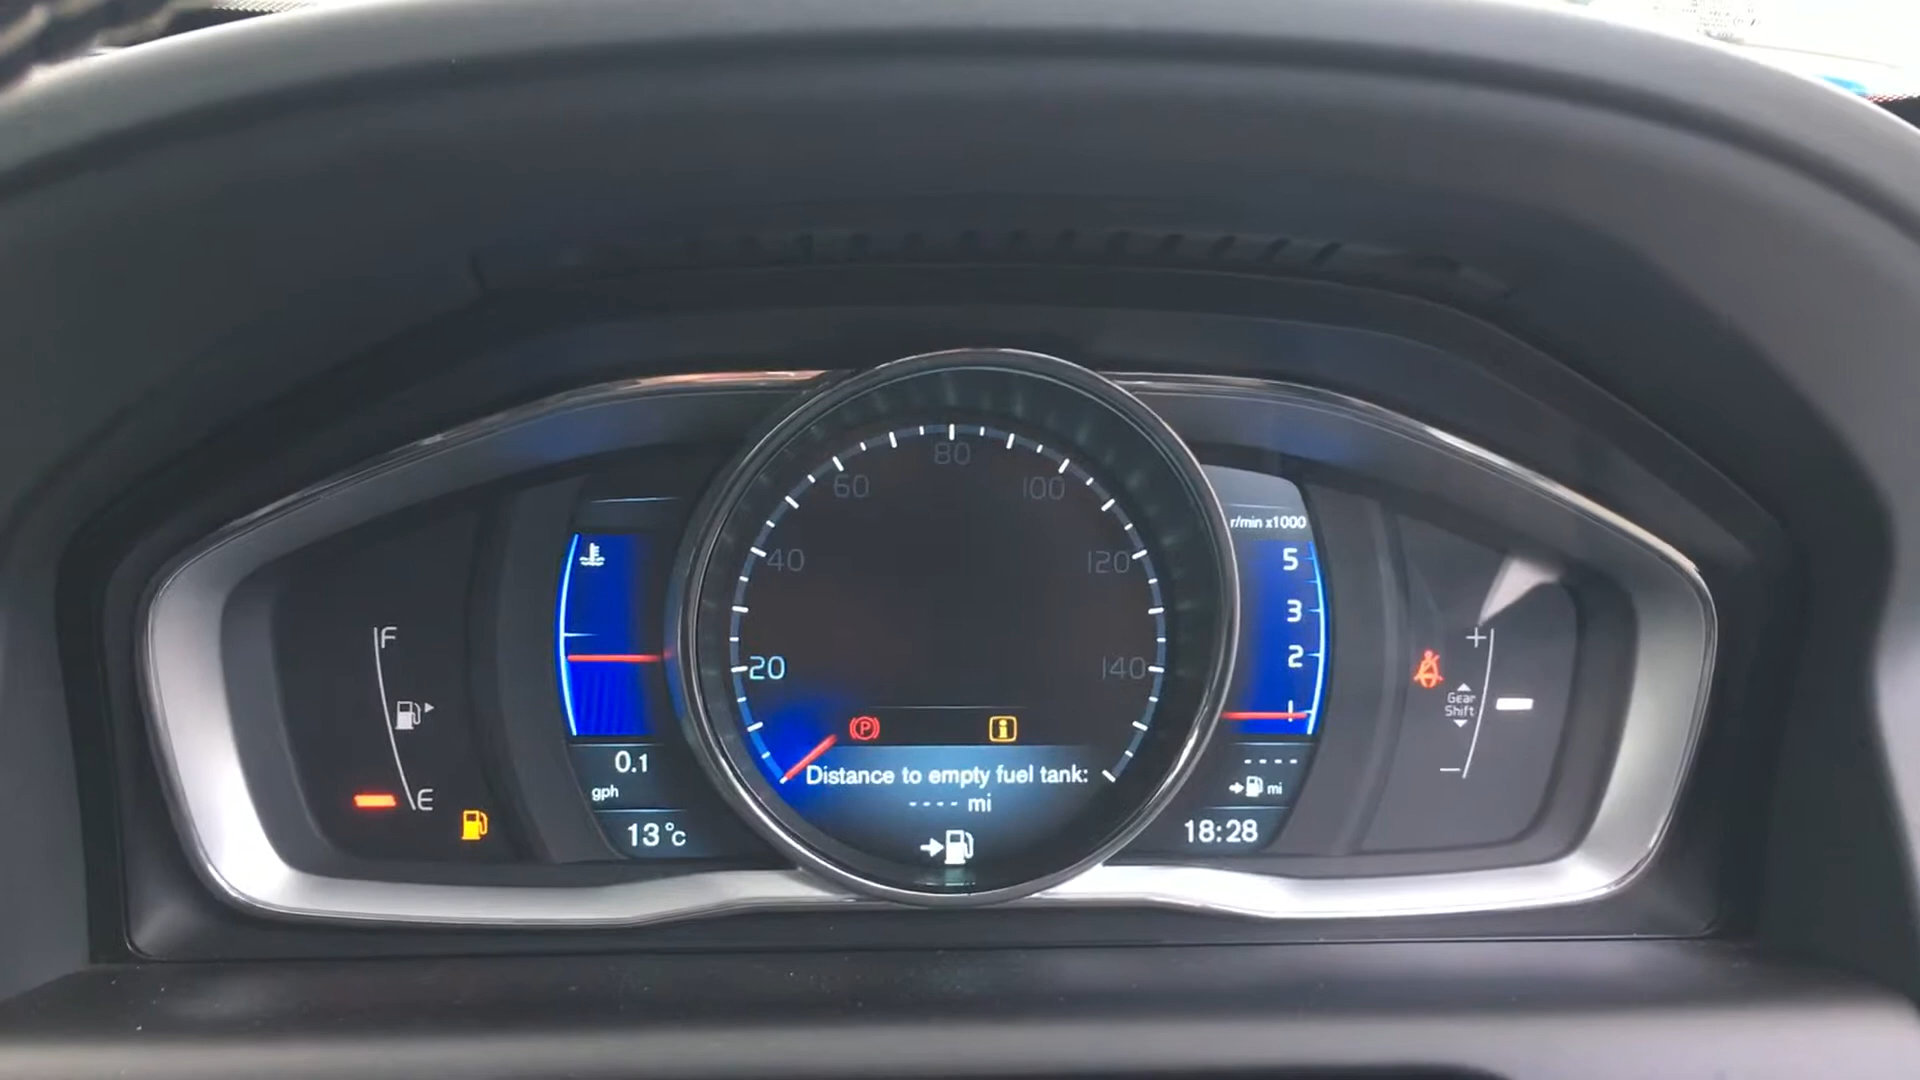 F
E
0.1
gph
13°c
80
60
100
40
120
20
140
P
i
Distance to empty fuel tank:
---- mi
r/min x1000
5
3
2
1
----
mi
18:28
+
Gear
Shift
−